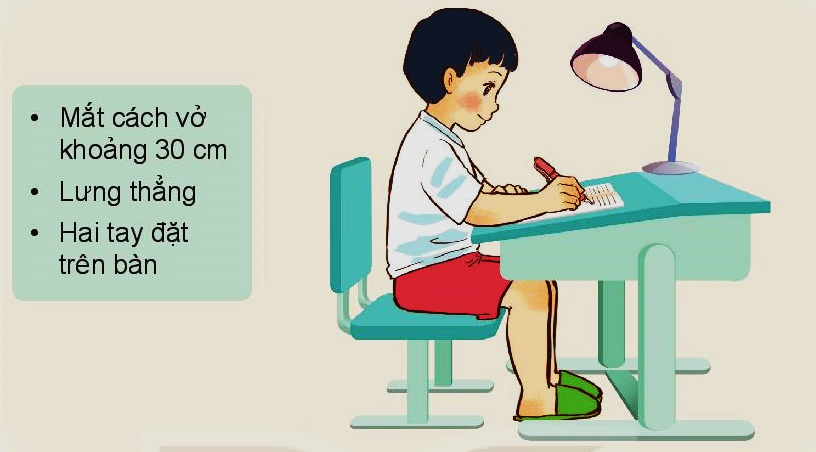 • Mắt cách vở
khoảng 30 cm
• Lưng thẳng
• Hai tay đặt
trên bàn